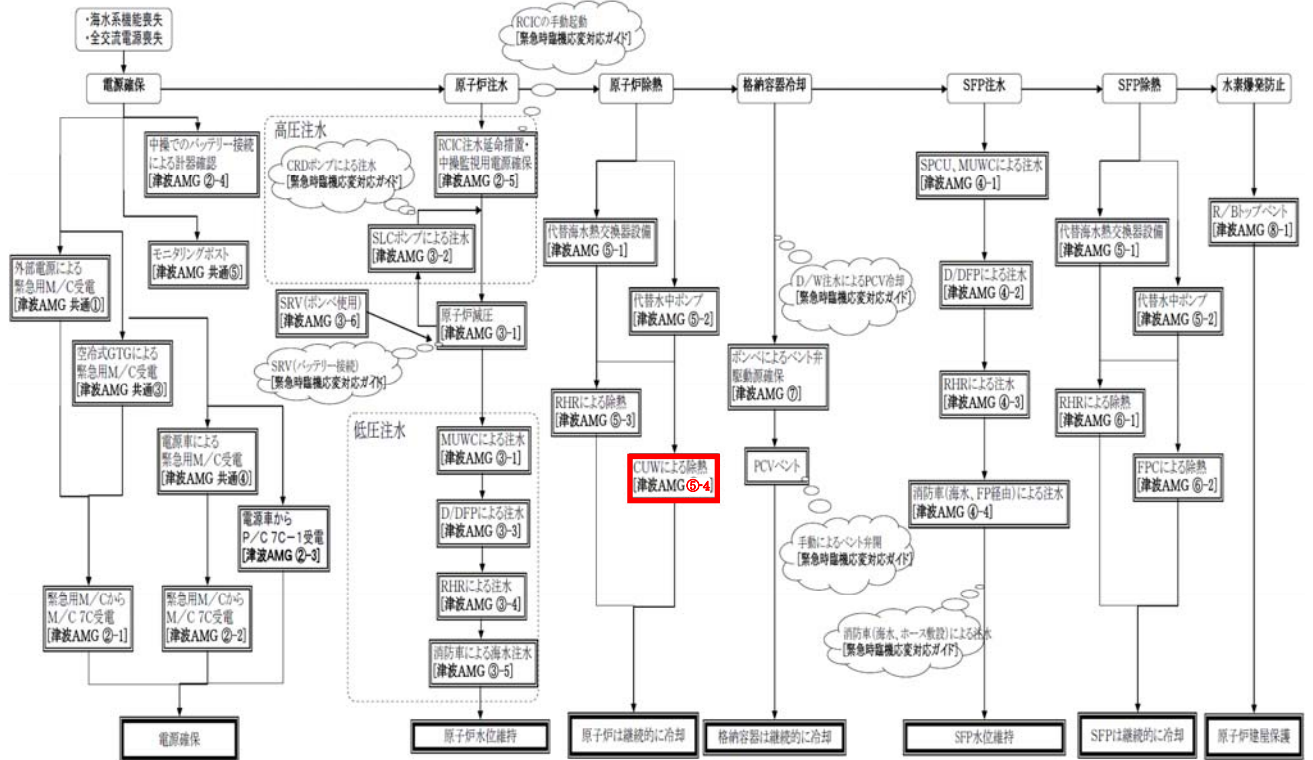 ・海水系機能喪失
・全交流電源喪失
RCICの手動起動
[緊急時臨機応変対応ガイド]
電源確保
原子炉注水
原子炉除熱
格納容器冷却
SFP注水
SFP除熱
水素爆発防止
中操でのバッテリー接続
による計器確認
[津波AMG ②-4]
モニタリングポスト
[津波AMG 共通⑤]
外部電源による
緊急用M/C受電
[津波AMG 共通①]
空冷式GTGによる
緊急用M/C受電
[津波AMG 共通③]
電源車による
緊急用M/C受電
[津波AMG 共通④]
電源車から
P/C 7C-1受電
[津波AMG ②-3]
緊急用M/Cから
M/C 7C受電
[津波AMG ②-1]
緊急用M/Cから
M/C 7C受電
[津波AMG ②-2]
電源確保
高圧注水
CRDポンプによる注水
[緊急時臨機応変対応ガイド]
RCIC注水延命措置・
中操監視用電源確保
[津波AMG ②-5]
SLCポンプによる注水
[津波AMG ③-2]
SRV(ボンベ使用)
[津波AMG ③-6]
原子炉減圧
[津波AMG ③-1]
SRV(バッテリー接続)
[緊急時臨機応変対応ガイド]
低圧注水
MUWCによる注水
[津波AMG ③-1]
D/DFPによる注水
[津波AMG ③-3]
RHRによる注水
[津波AMG ③-4]
消防車による海水注水
[津波AMG ③-5]
原子炉水位維持
代替海水熱交換器設備
[津波AMG ⑤-1]
代替水中ポンプ
[津波AMG ⑤-2]
RHRによる除熱
[津波AMG ⑤-3]
CUWによる除熱
[津波AMG ⑤-4]
原子炉は継続的に冷却
D/W注水によるPCV冷却
[緊急時臨機応変対応ガイド]
ボンベによるベント弁
駆動源確保
[津波AMG ⑦]
PCVベント
手動によるベント弁開
[緊急時臨機応変対応ガイド]
格納容器は継続的に冷却
SPCU、MUWCによる注水
[津波AMG ④-1]
D/DFPによる注水
[津波AMG ④-2]
RHRによる注水
[津波AMG ④-3]
消防車(海水、FP経由)による注水
[津波AMG ④-4]
消防車(海水、ホース敷設)による注水
[緊急時臨機応変対応ガイド]
SFP水位維持
代替海水熱交換器設備
[津波AMG ⑤-1]
代替水中ポンプ
[津波AMG ⑤-2]
RHRによる除熱
[津波AMG ⑥-1]
FPCによる除熱
[津波AMG ⑥-2]
SFPは継続的に冷却
R/Bトップベント
[津波AMG ⑧-1]
原子炉建屋保護